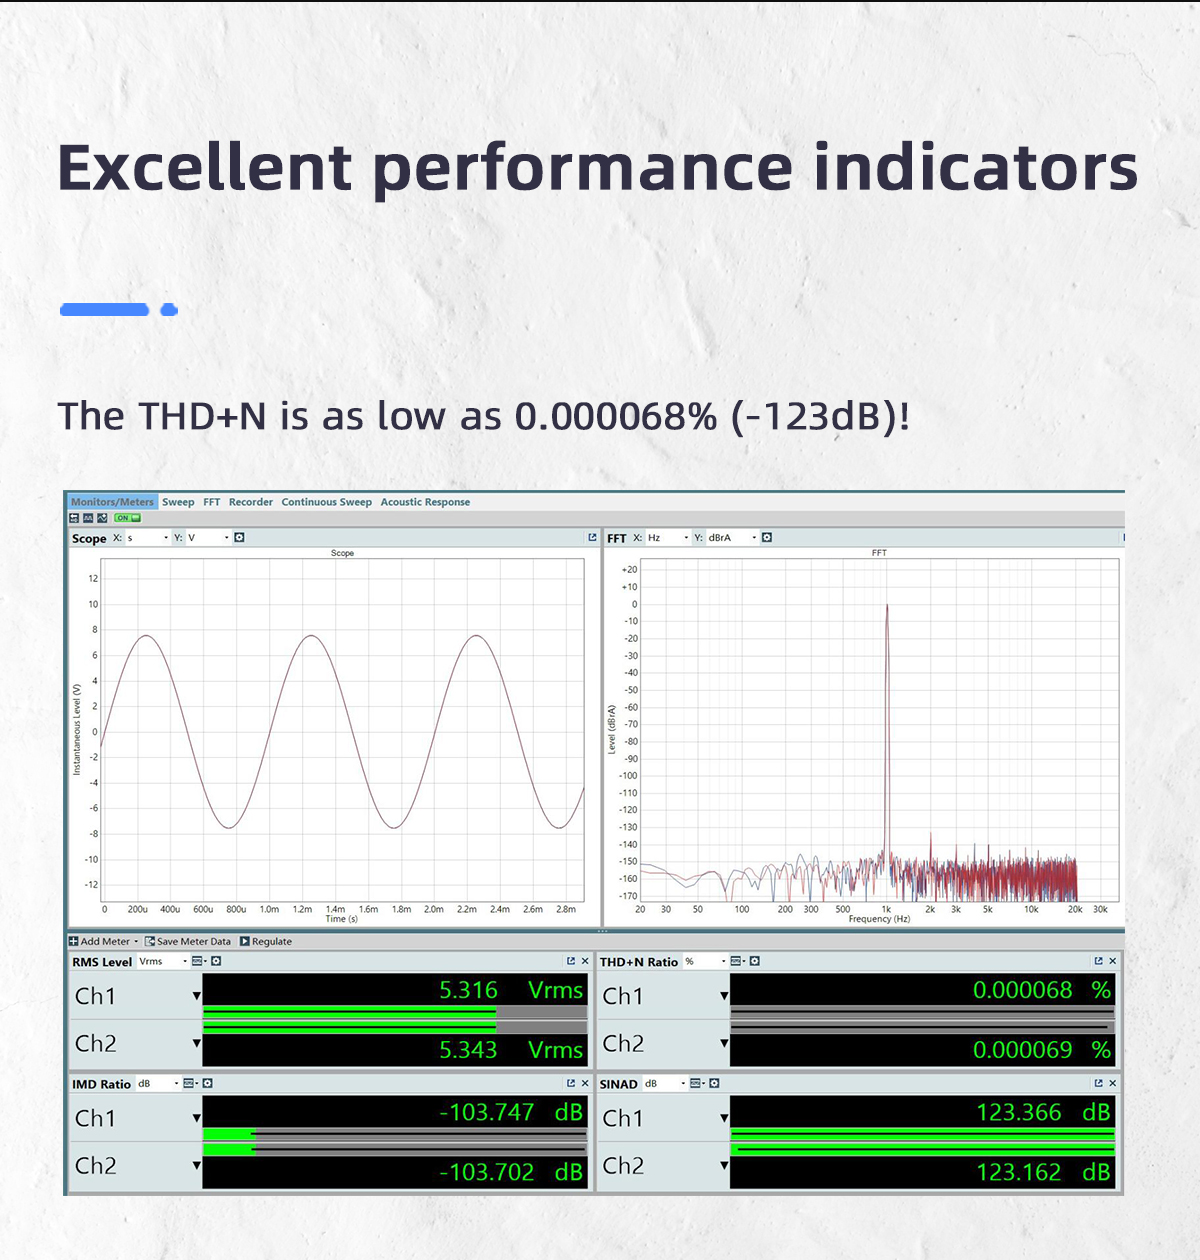 Excellent performance indicators
The THD+N is as low as 0.000068% (-123dB)!
Monitors/Meters Sweep FFT Recorder Continuous Sweep Acoustic Response
ON
Scope X: s Y: V
Scope
Instantaneous Level (V)
12
10
8
6
4
2
0
-2
-4
-6
-8
-10
-12
0 200u 400u 600u 800u 1.0m 1.2m 1.4m 1.6m 1.8m 2.0m 2.2m 2.4m 2.6m 2.8m
Time (s)
FFT X: Hz Y: dBrA
FFT
Level (dBrA)
+20
+10
0
-10
-20
-30
-40
-50
-60
-70
-80
-90
-100
-110
-120
-130
-140
-150
-160
-170
20 30 50 100 200 300 500 1k 2k 3k 5k 10k 20k 30k
Frequency (Hz)
Add Meter Save Meter Data Regulate
RMS Level Vrms
Ch1 5.316 Vrms
Ch2 5.343 Vrms
THD+N Ratio %
Ch1 0.000068 %
Ch2 0.000069 %
IMD Ratio dB
Ch1 -103.747 dB
Ch2 -103.702 dB
SINAD dB
Ch1 123.366 dB
Ch2 123.162 dB